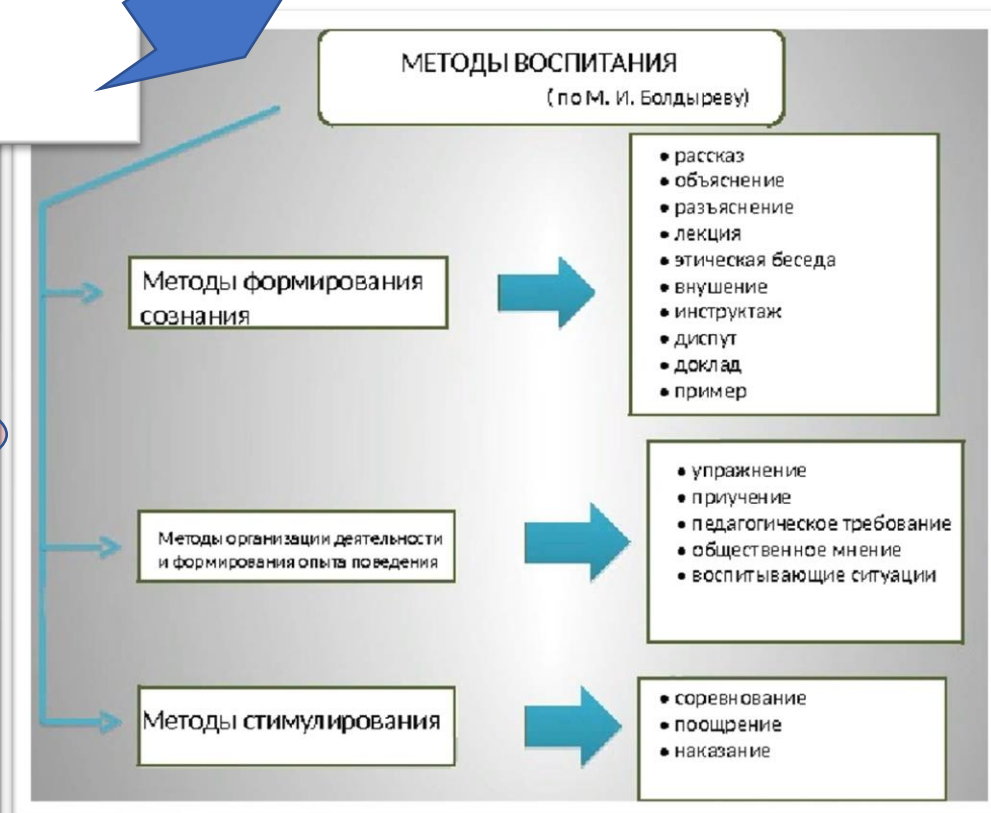 МЕТОДЫ ВОСПИТАНИЯ
( по М. И. Болдыреву)
• рассказ
• объяснение
• разъяснение
• лекция
• этическая беседа
• внушение
• инструктаж
• диспут
• доклад
• пример
Методы формирования
сознания
• упражнение
• приучение
• педагогическое требование
• общественное мнение
• воспитывающие ситуации
Методы организации деятельности
и формирования опыта поведения
• соревнование
• поощрение
• наказание
Методы стимулирования